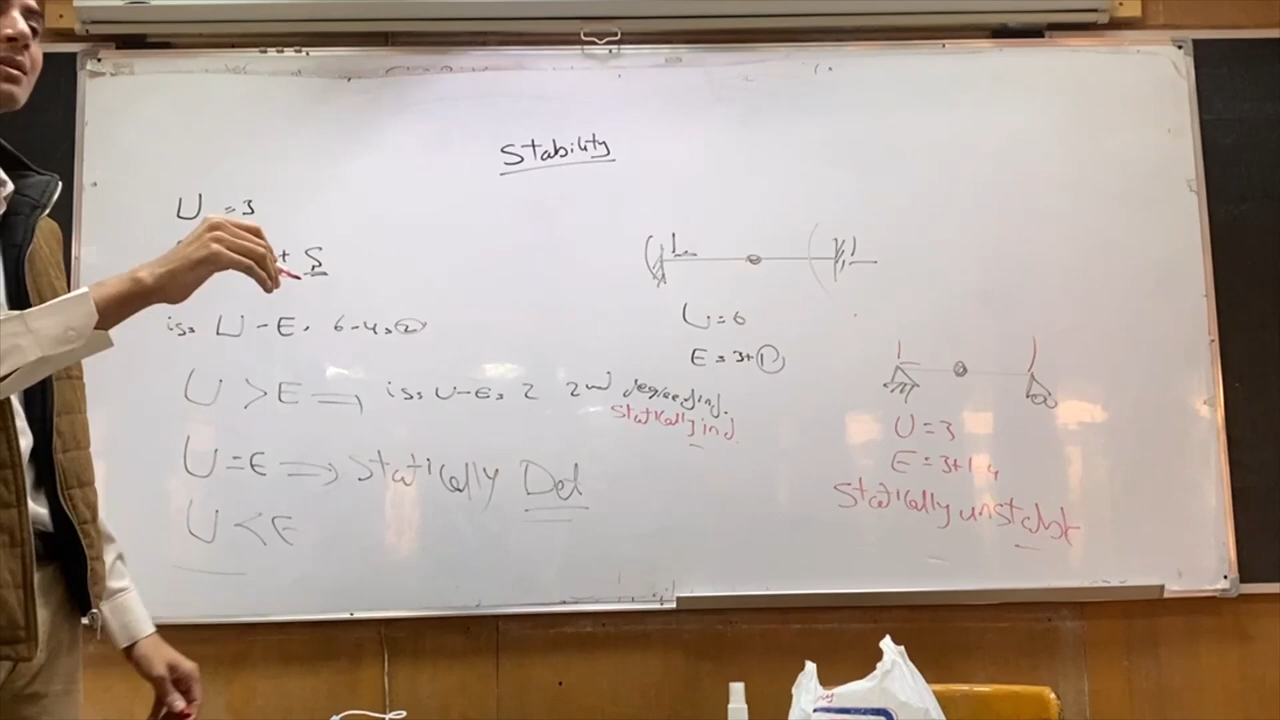 Stability
U = 3
+ S
is = U - E = 6-4 = 2
U > E ⇒ is = U-E = 2 2nd degree ind.
Statically ind.
U = E ⇒ Statically Det
U < E
U = 6
E = 3+1
U = 3
E = 3+1=4
Statically unstable